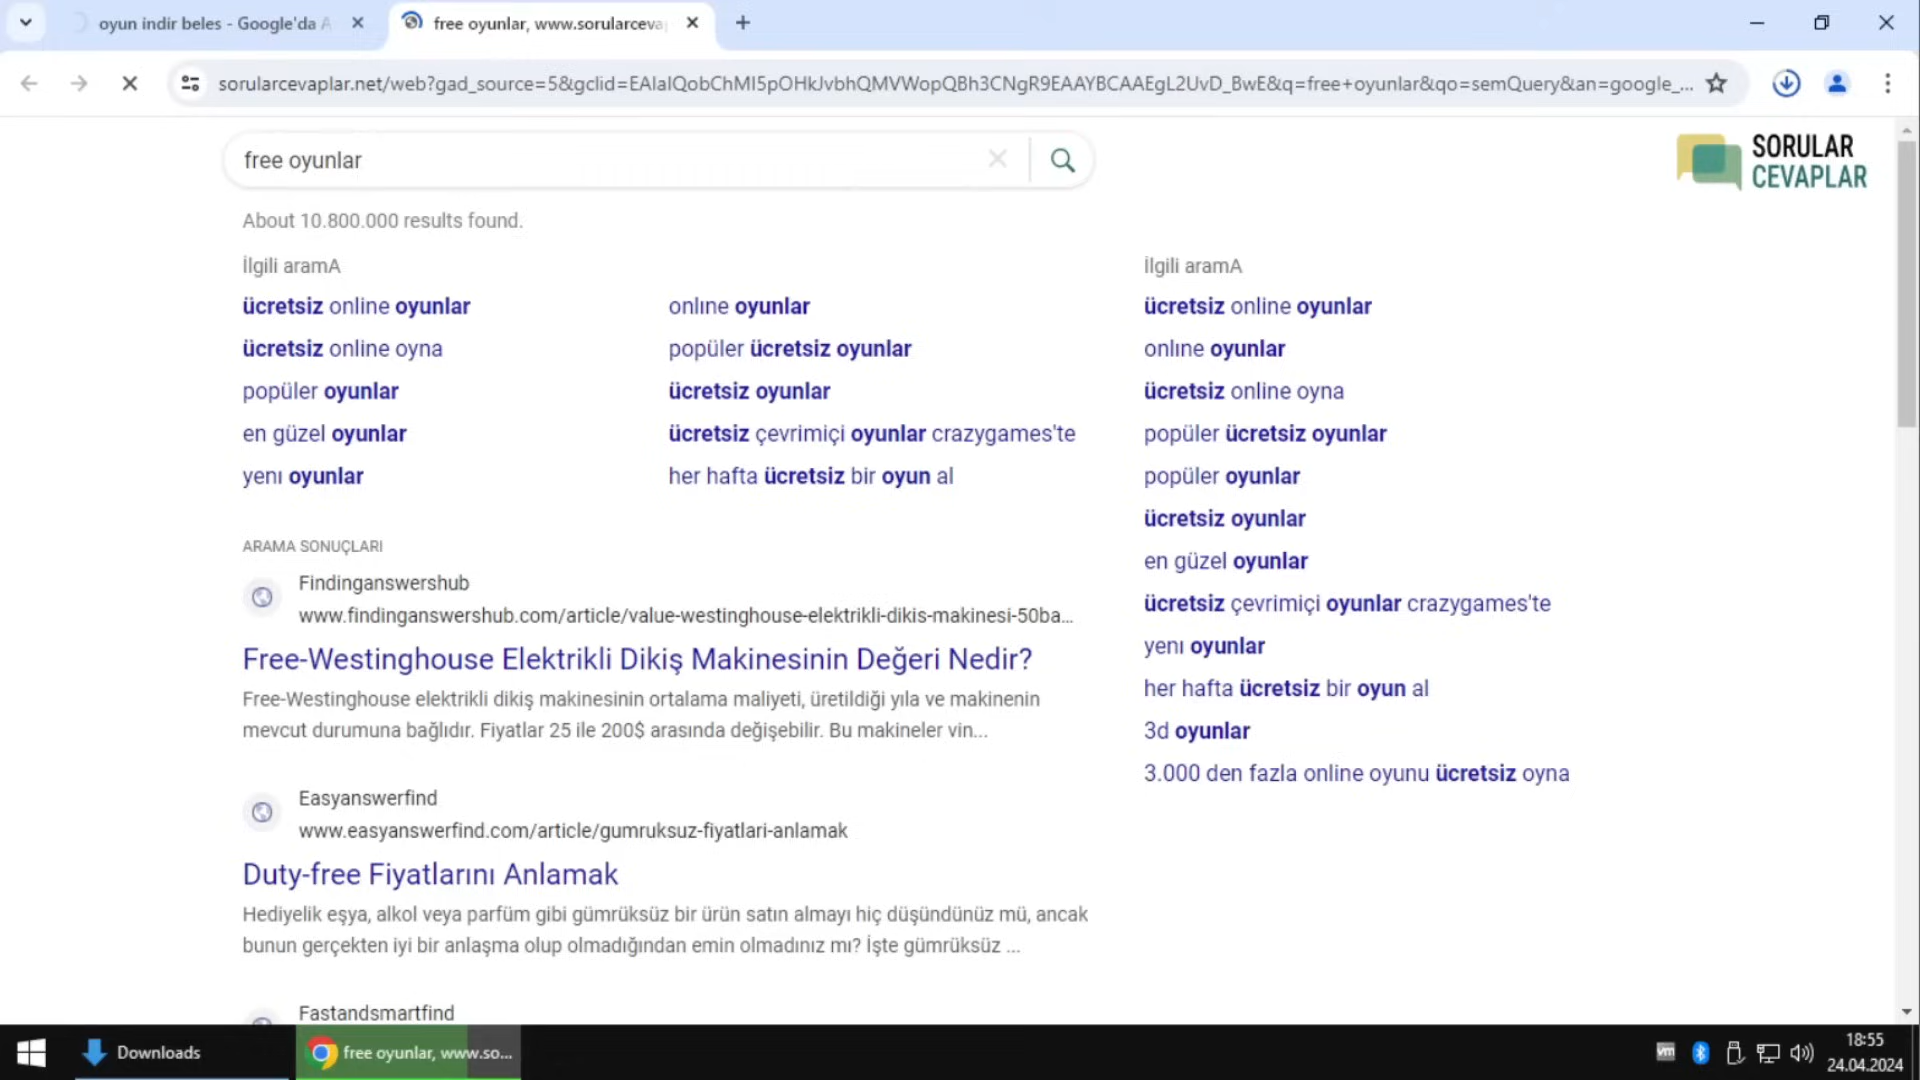 oyun indir beles - Google'da A
free oyunlar, www.sorularceva
sorularcevaplar.net/web?gad_source=5&gclid=EAIaIQobChMI5pOHkJvbhQMVWopQBh3CNgR9EAAYBCAAEgL2UvD_BwE&q=free+oyunlar&qo=semQuery&an=google_...
free oyunlar
SORULAR
CEVAPLAR
About 10.800.000 results found.
İlgili aramA
ücretsiz online oyunlar
ücretsiz online oyna
popüler oyunlar
en güzel oyunlar
yenı oyunlar
onlıne oyunlar
popüler ücretsiz oyunlar
ücretsiz oyunlar
ücretsiz çevrimiçi oyunlar crazygames'te
her hafta ücretsiz bir oyun al
İlgili aramA
ücretsiz online oyunlar
onlıne oyunlar
ücretsiz online oyna
popüler ücretsiz oyunlar
popüler oyunlar
ücretsiz oyunlar
en güzel oyunlar
ücretsiz çevrimiçi oyunlar crazygames'te
yenı oyunlar
her hafta ücretsiz bir oyun al
3d oyunlar
3.000 den fazla online oyunu ücretsiz oyna
ARAMA SONUÇLARI
Findinganswershub
www.findinganswershub.com/article/value-westinghouse-elektrikli-dikis-makinesi-50ba...
Free-Westinghouse Elektrikli Dikiş Makinesinin Değeri Nedir?
Free-Westinghouse elektrikli dikiş makinesinin ortalama maliyeti, üretildiği yıla ve makinenin
mevcut durumuna bağlıdır. Fiyatlar 25 ile 200$ arasında değişebilir. Bu makineler vin...
Easyanswerfind
www.easyanswerfind.com/article/gumruksuz-fiyatlari-anlamak
Duty-free Fiyatlarını Anlamak
Hediyelik eşya, alkol veya parfüm gibi gümrüksüz bir ürün satın almayı hiç düşündünüz mü, ancak
bunun gerçekten iyi bir anlaşma olup olmadığından emin olmadınız mı? İşte gümrüksüz ...
Fastandsmartfind
Downloads
free oyunlar, www.so...
vm
18:55
24.04.2024